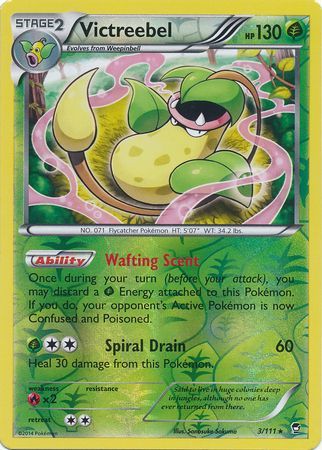 STAGE2
Victreebel
HP130
Evolves from Weepinbell
NO. 071 Flycatcher Pokémon HT: 5'07" WT: 34.2 lbs.
Ability Wafting Scent
Once during your turn (before your attack), you
may discard a Energy attached to this Pokémon.
If you do, your opponent's Active Pokémon is now
Confused and Poisoned.
Spiral Drain 60
Heal 30 damage from this Pokémon.
weakness resistance
×2
retreat
Said to live in huge colonies deep
in jungles, although no one has
ever returned from there.
©2014 Pokémon
Illus. Sanosuke Sakuma
3/111